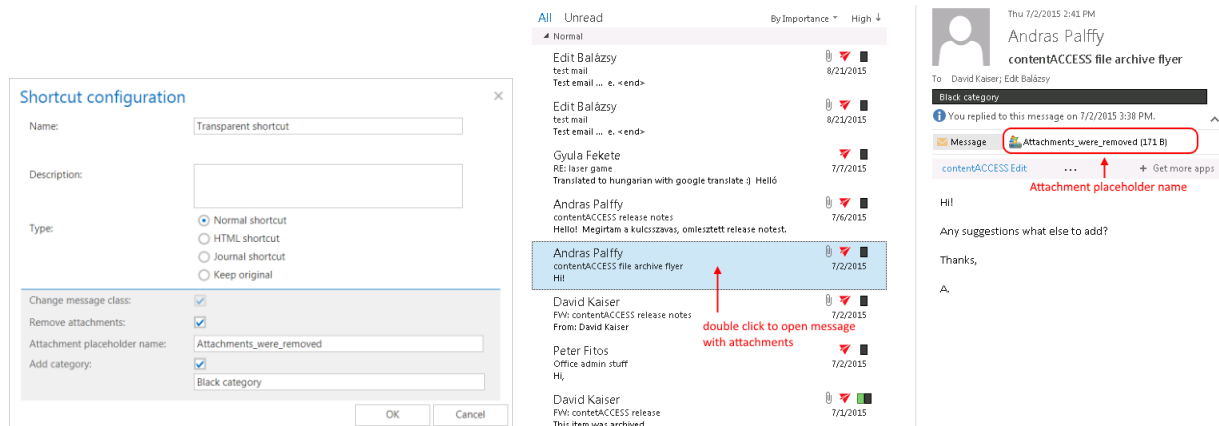 Shortcut configuration
Name:
Transparent shortcut
Description:
Type:
Normal shortcut
HTML shortcut
Journal shortcut
Keep original
Change message class:
Remove attachments:
Attachment placeholder name:
Attachments_were_removed
Add category:
Black category
OK
Cancel
All Unread By Importance High ↓
Normal
Edit Balázsy
test mail 8/21/2015
Test email ... e. <end>
Edit Balázsy
test mail 8/21/2015
Test email ... e. <end>
Gyula Fekete
RE: laser game 7/7/2015
Translated to hungarian with google translate :) Helló
Andras Palffy
contentACCESS release notes 7/6/2015
Hello! Megirtam a kulcsszavas, omlesztett release notest.
Andras Palffy
contentACCESS file archive flyer 7/2/2015
Hi!
David Kaiser
FW: contentACCESS release notes 7/2/2015
From: David Kaiser
double click to open message
with attachments
Peter Fitos
Office admin stuff 7/2/2015
Hi,
David Kaiser
FW: contetACCESS release 7/1/2015
This item was archived
Thu 7/2/2015 2:41 PM
Andras Palffy
contentACCESS file archive flyer
To David Kaiser; Edit Balázsy
Black category
You replied to this message on 7/2/2015 3:38 PM.
Message Attachments_were_removed (171 B)
contentACCESS Edit ... + Get more apps
Attachment placeholder name
Hi!
Any suggestions what else to add?
Thanks,
A.